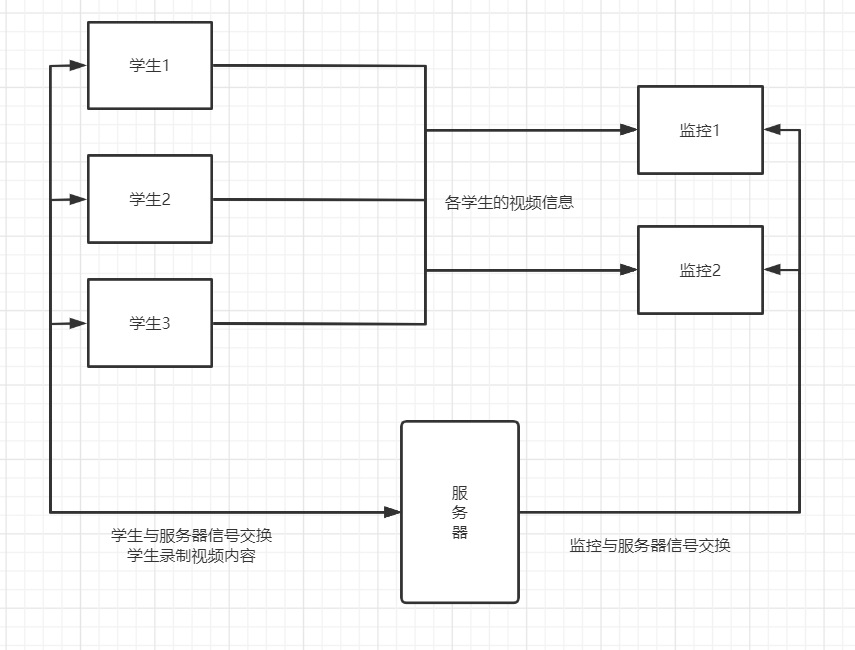 学生1
监控1
学生2
各学生的视频信息
监控2
学生3
服
务
器
学生与服务器信号交换
学生录制视频内容
监控与服务器信号交换